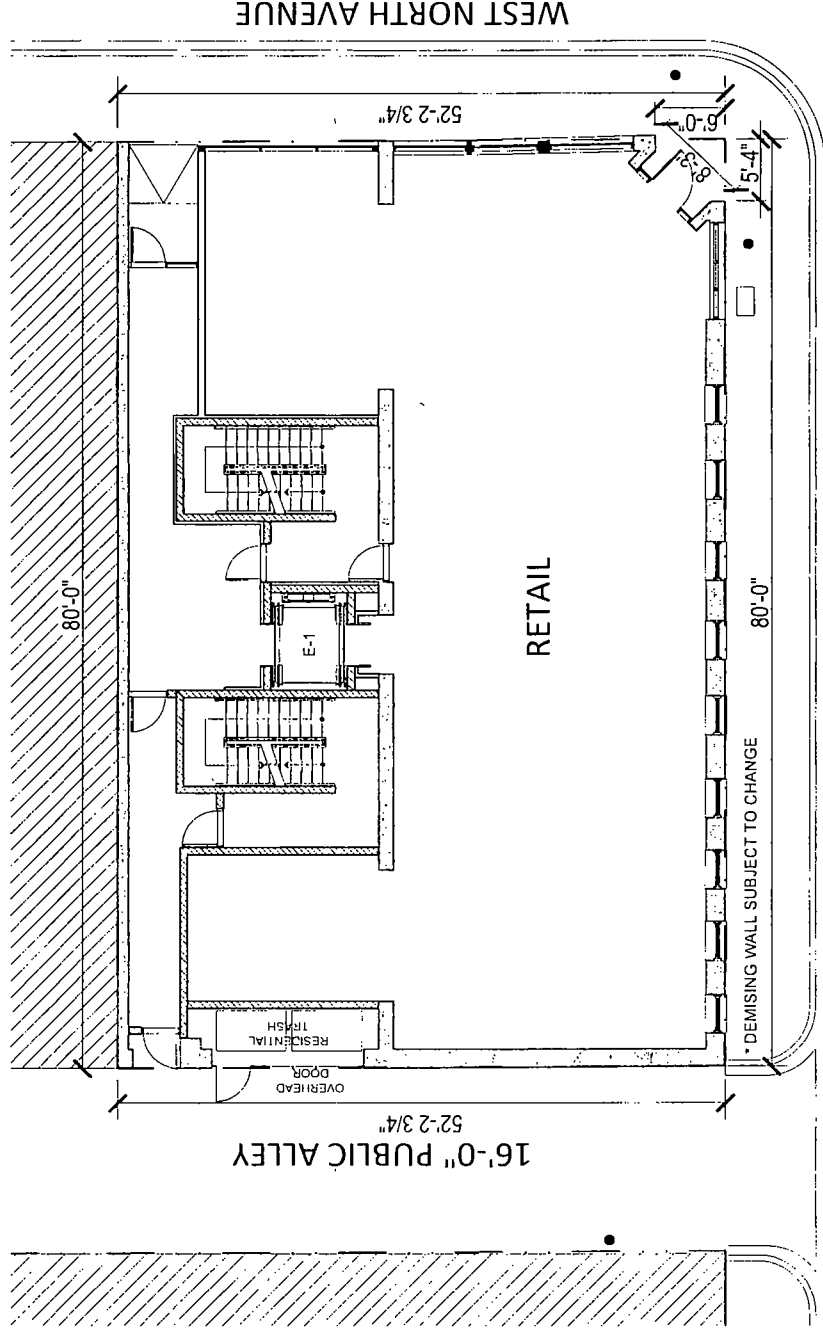 WEST NORTH AVENUE
52'-2 3/4"
6'-0"
8'-3"
5'-4"
80'-0"
E-1
RETAIL
80'-0"
* DEMISING WALL SUBJECT TO CHANGE
RESIDENTIAL
TRASH
OVERHEAD
DOOR
52'-2 3/4"
16'-0" PUBLIC ALLEY